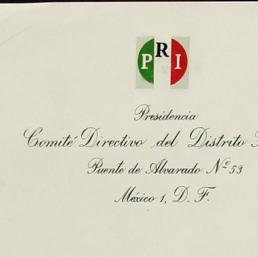 PRI
Presidencia
Comité Directivo del Distrito
Puente de Alvarado Nº 53
México 1, D. F.